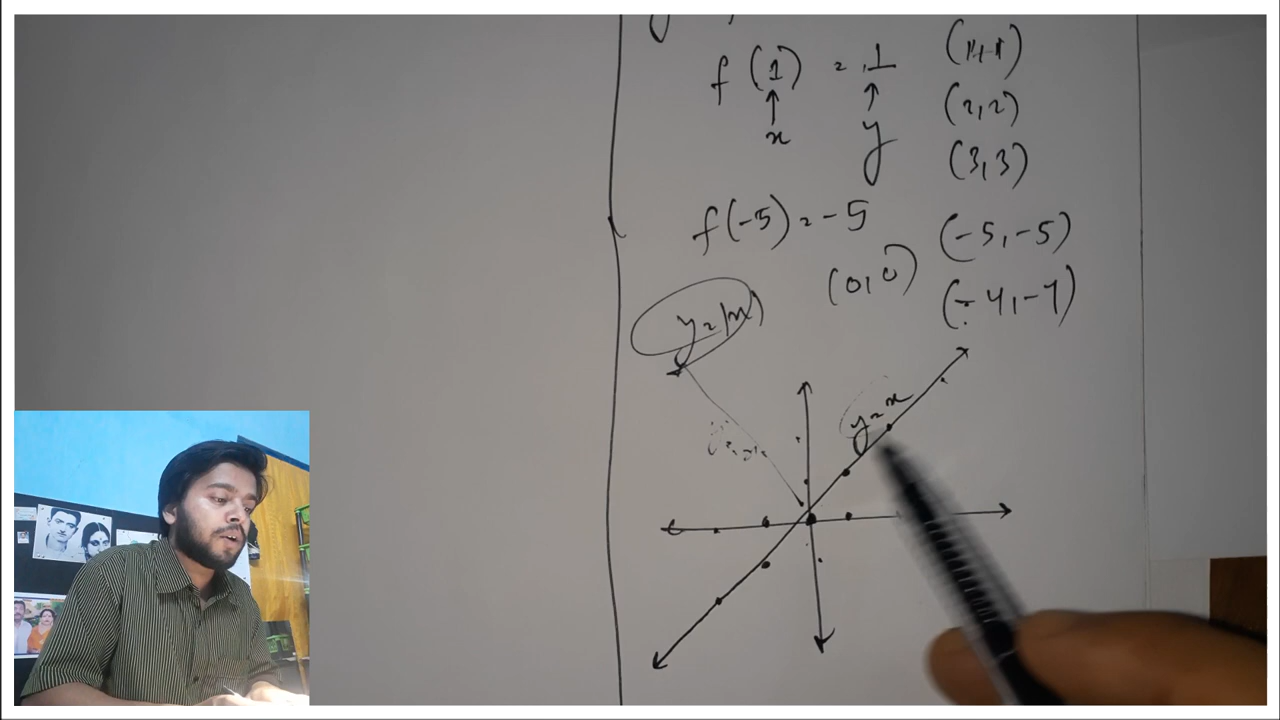 f(1) = 1 (1,1)
x y (2,2)
(3,3)
f(-5) = -5 (-5,-5)
(0,0) (-4,-4)
y=|x|
y=x